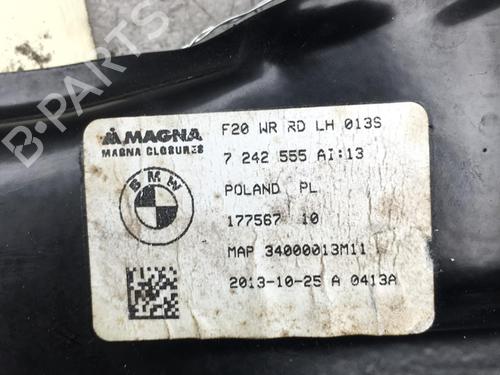 B-PARTS
MAGNA
MAGNA CLOSURES
BMW
F20 WR RD LH 013S
7 242 555 AI:13
POLAND PL
177567 10
MAP 34000013M11
2013-10-25 A 0413A